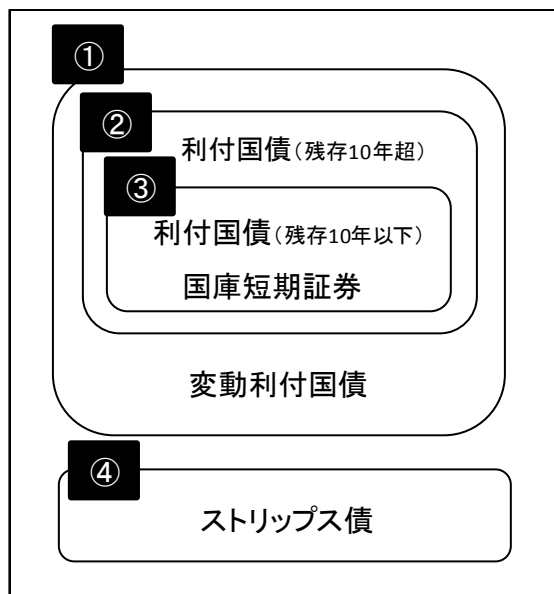 ①
②
利付国債（残存10年超）
③
利付国債（残存10年以下）
国庫短期証券
変動利付国債
④
ストリップス債